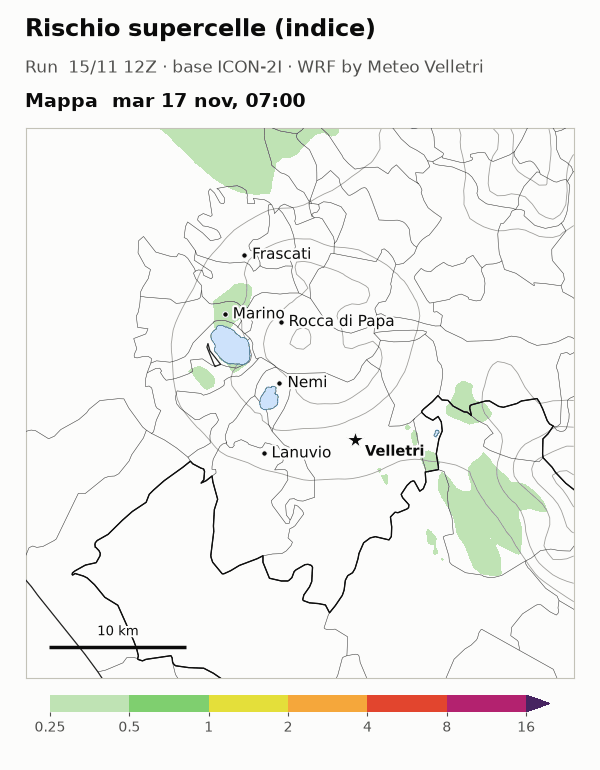 Rischio supercelle (indice)
Run  15/11 12Z · base ICON-2I · WRF by Meteo Velletri
Mappa  mar 17 nov, 07:00
Frascati
Marino
Rocca di Papa
Nemi
Velletri
Lanuvio
10 km
0.25 0.5 1 2 4 8 16